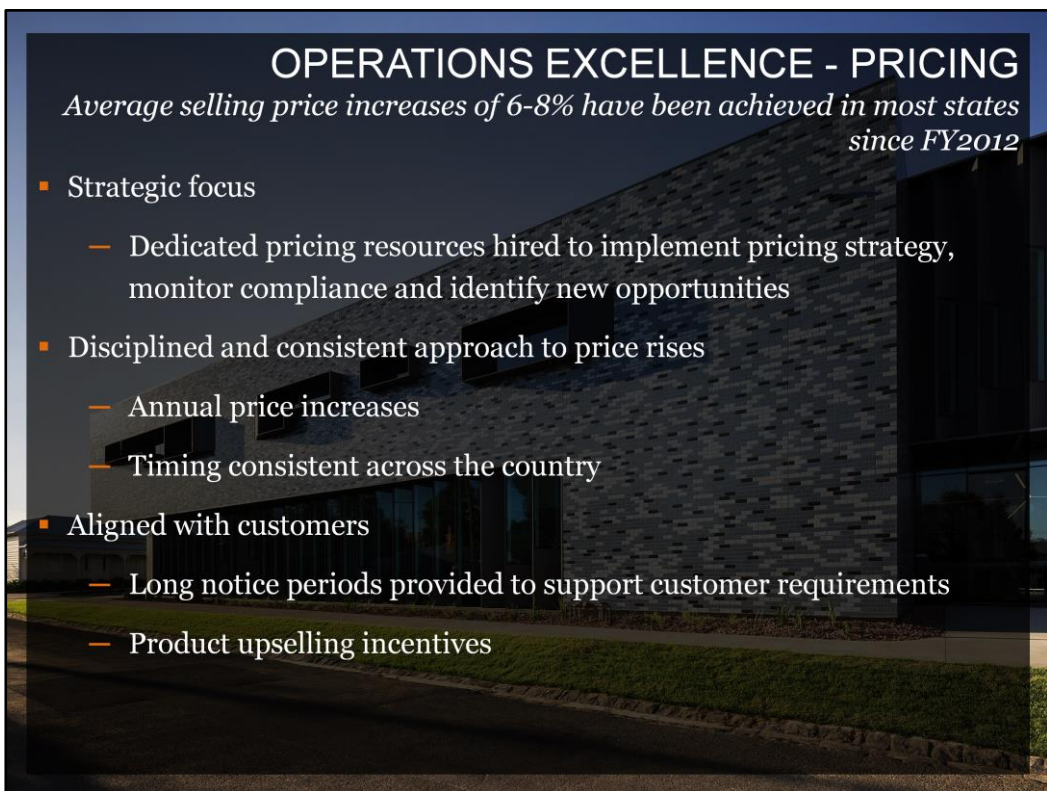 OPERATIONS EXCELLENCE - PRICING
Average selling price increases of 6-8% have been achieved in most states
since FY2012
▪ Strategic focus
— Dedicated pricing resources hired to implement pricing strategy,
monitor compliance and identify new opportunities
▪ Disciplined and consistent approach to price rises
— Annual price increases
— Timing consistent across the country
▪ Aligned with customers
— Long notice periods provided to support customer requirements
— Product upselling incentives